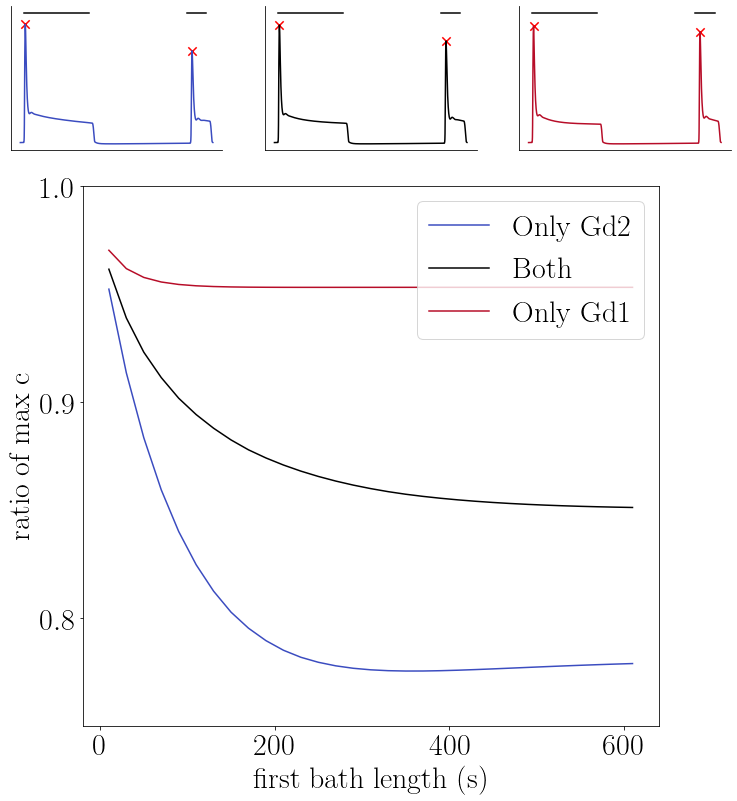 1.0
0.9
0.8
ratio of max c
Only Gd2
Both
Only Gd1
0
200
400
600
first bath length (s)